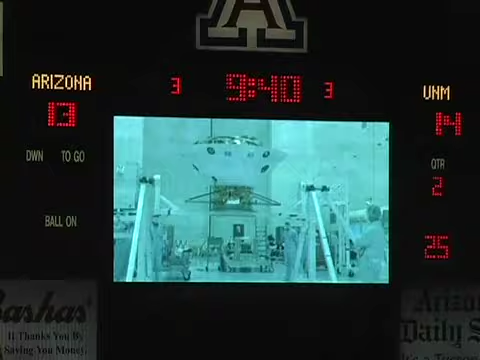 A
ARIZONA 3 9:40 3 UNM
13 14
DWN TO GO QTR
2
BALL ON 25
Bashas'
It Thanks You By
Saving You Money.
Daily